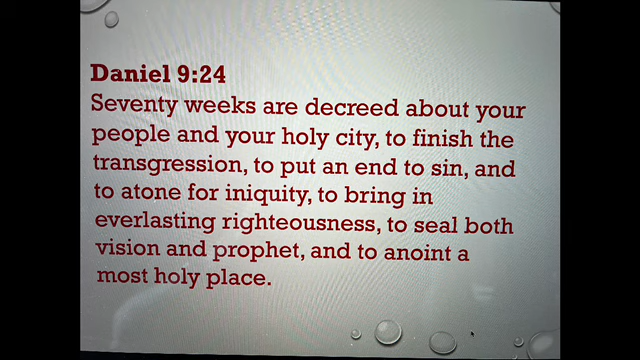 Daniel 9:24
Seventy weeks are decreed about your
people and your holy city, to finish the
transgression, to put an end to sin, and
to atone for iniquity, to bring in
everlasting righteousness, to seal both
vision and prophet, and to anoint a
most holy place.